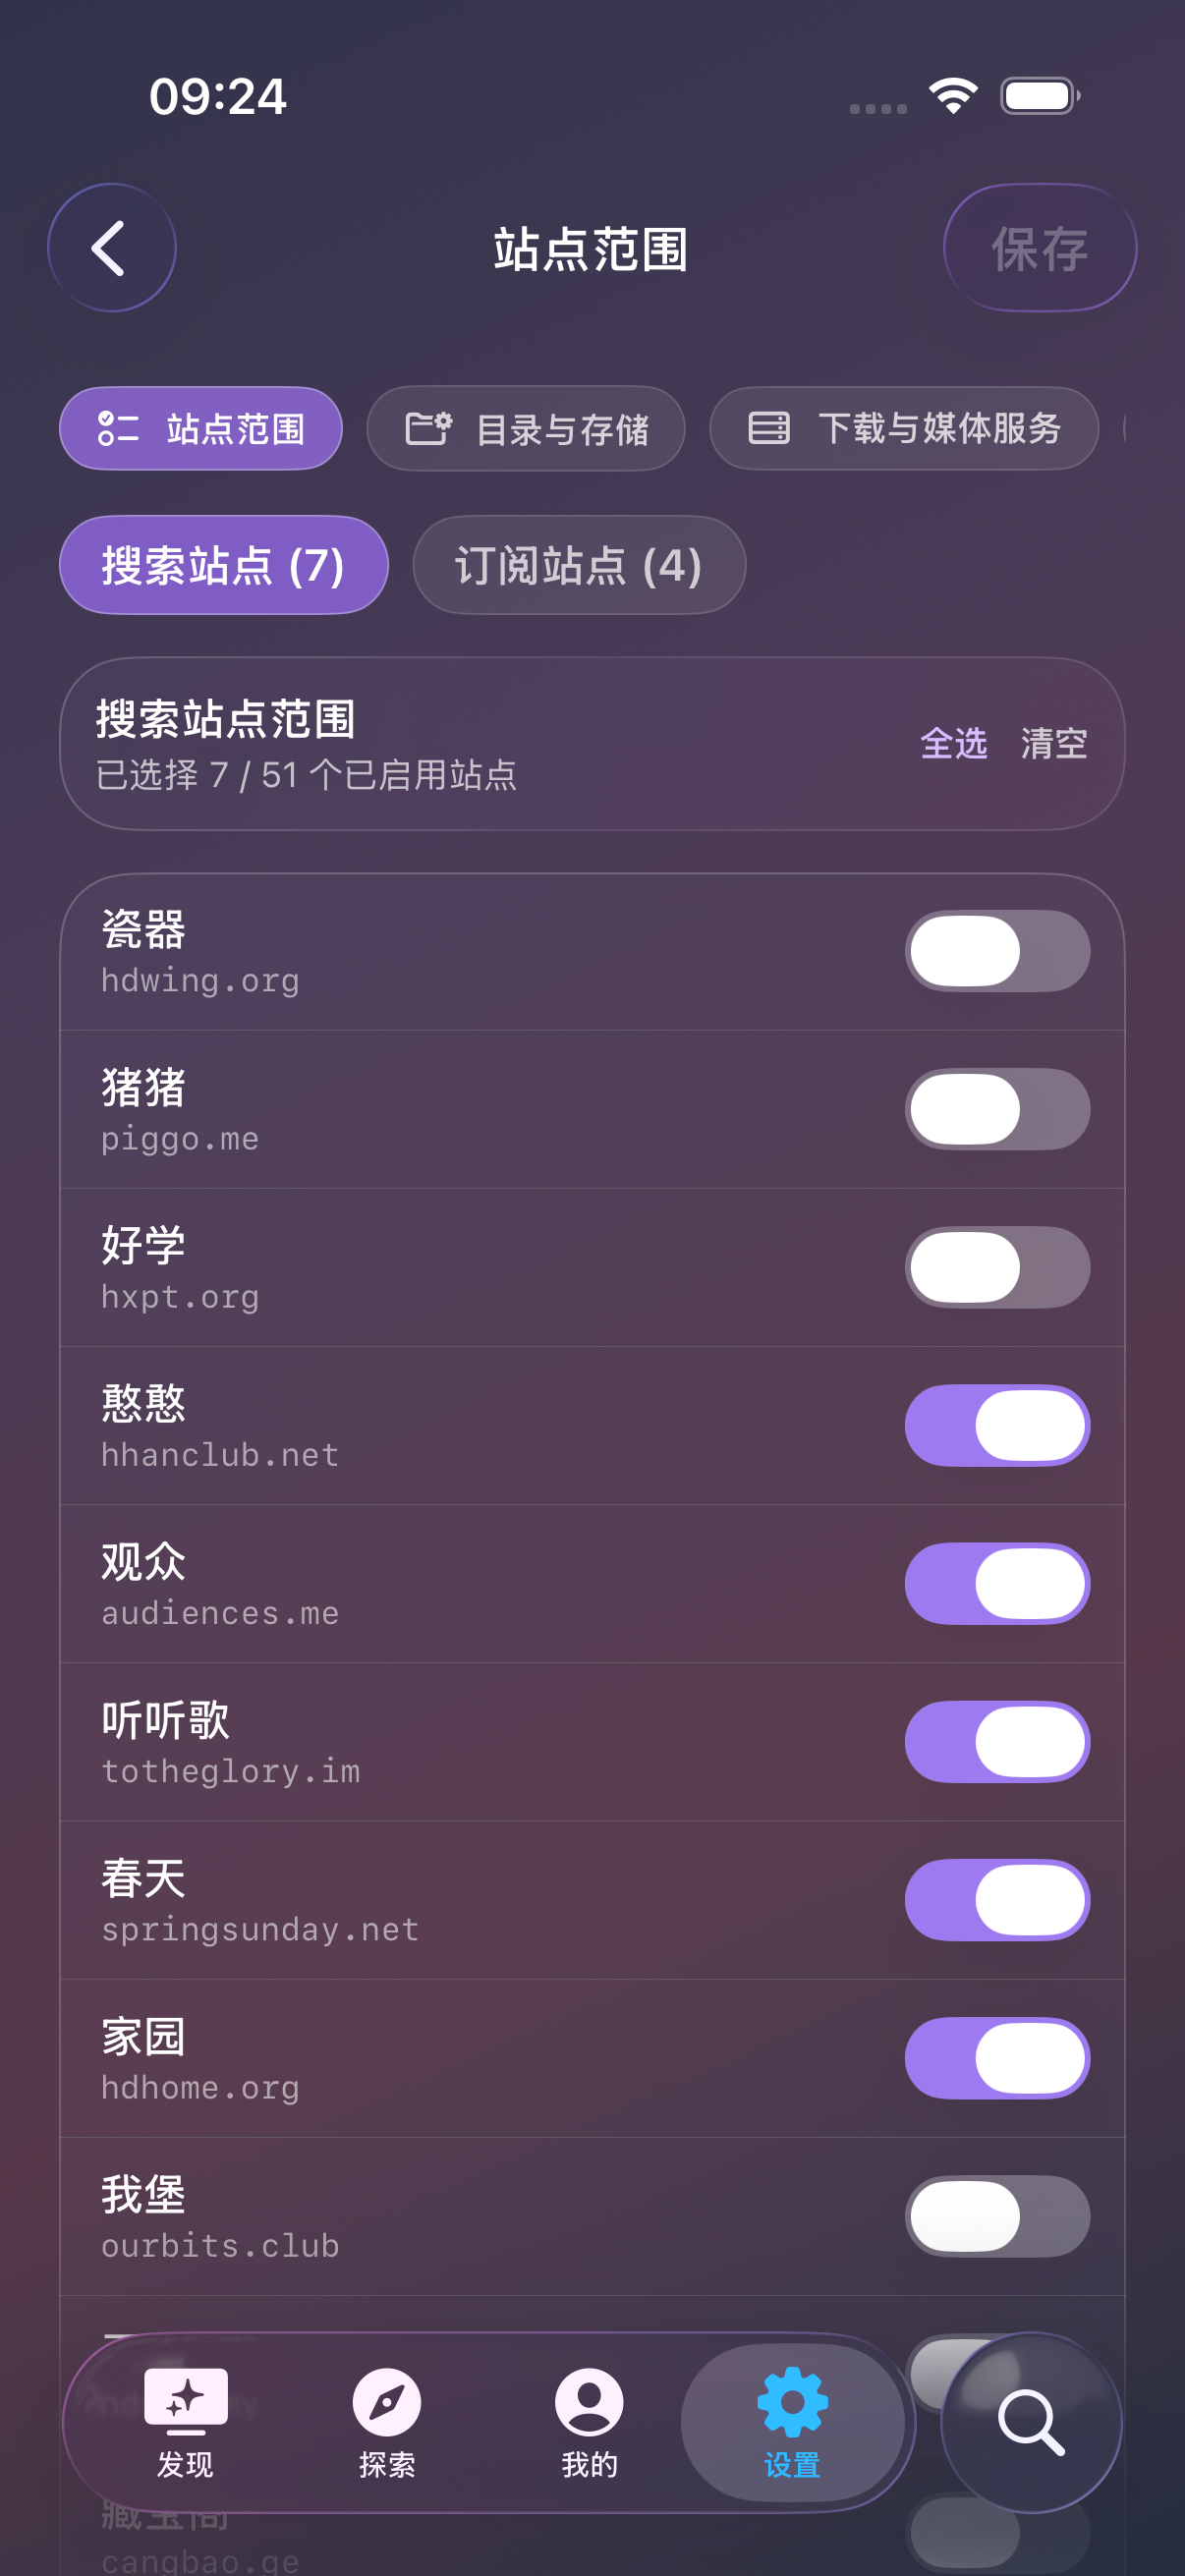 09:24
站点范围
保存
站点范围
目录与存储
下载与媒体服务
搜索站点 (7)
订阅站点 (4)
搜索站点范围
已选择 7 / 51 个已启用站点
全选
清空
瓷器
hdwing.org
猪猪
piggo.me
好学
hxpt.org
憨憨
hhanclub.net
观众
audiences.me
听听歌
totheglory.im
春天
springsunday.net
家园
hdhome.org
我堡
ourbits.club
发现
探索
我的
设置
藏宝阁
cangbao.ge